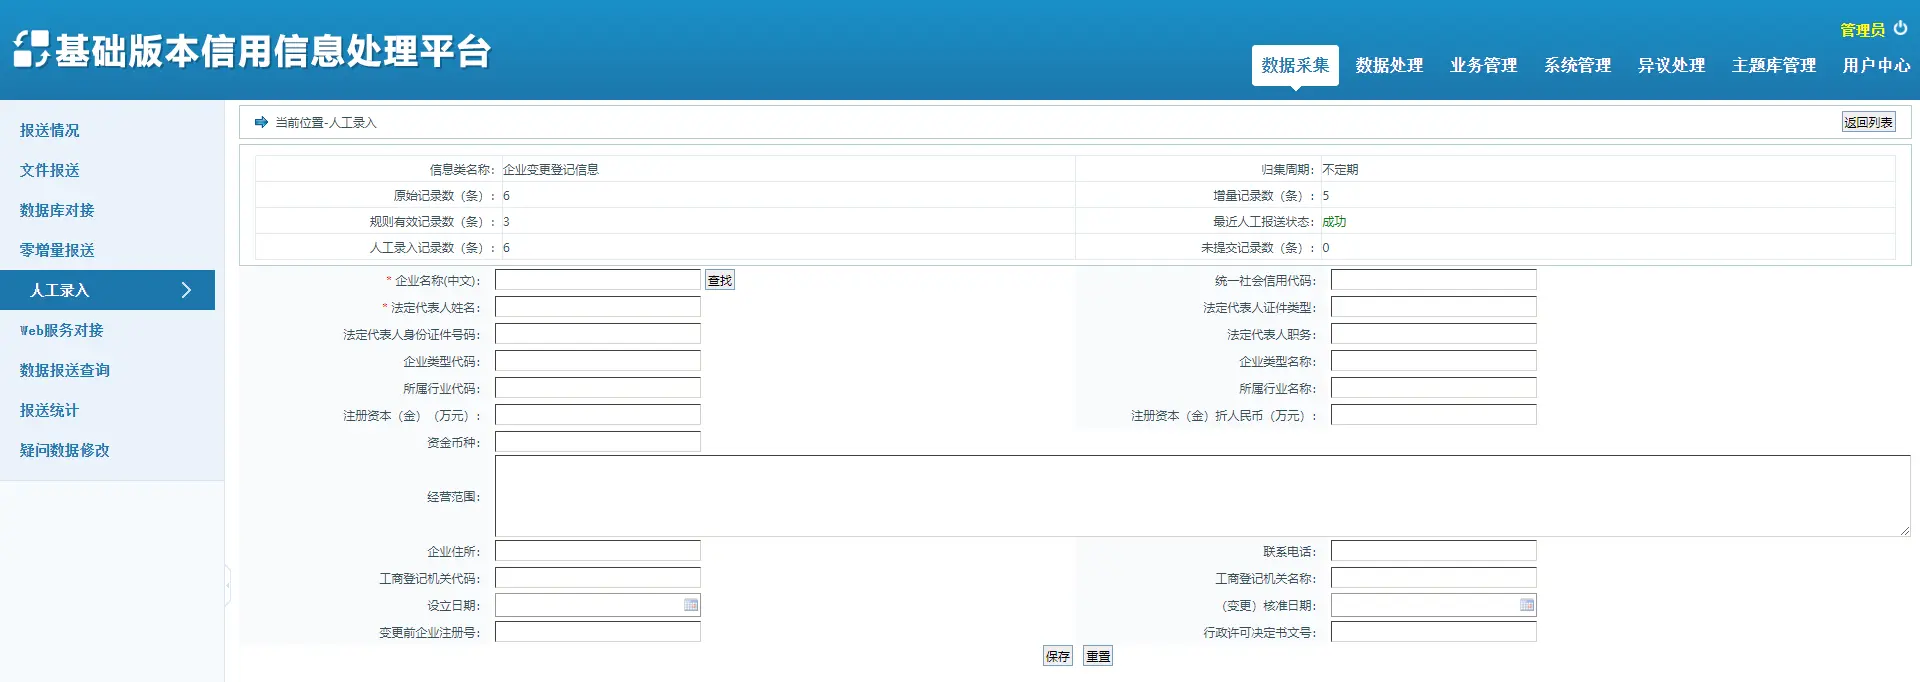 基础版本信用信息处理平台
管理员
数据采集 数据处理 业务管理 系统管理 异议处理 主题库管理 用户中心
报送情况
文件报送
数据库对接
零增量报送
人工录入
Web服务对接
数据报送查询
报送统计
疑问数据修改
当前位置-人工录入 返回列表
信息类名称: 企业变更登记信息 归集周期: 不定期
原始记录数（条）: 6 增量记录数（条）: 5
规则有效记录数（条）: 3 最近人工报送状态: 成功
人工录入记录数（条）: 6 未提交记录数（条）: 0
* 企业名称(中文): 查找 统一社会信用代码:
* 法定代表人姓名: 法定代表人证件类型:
法定代表人身份证件号码: 法定代表人职务:
企业类型代码: 企业类型名称:
所属行业代码: 所属行业名称:
注册资本（金）（万元）: 注册资本（金）折人民币（万元）:
资金币种:
经营范围:
企业住所: 联系电话:
工商登记机关代码: 工商登记机关名称:
设立日期: （变更）核准日期:
变更前企业注册号: 行政许可决定书文号:
保存 重置